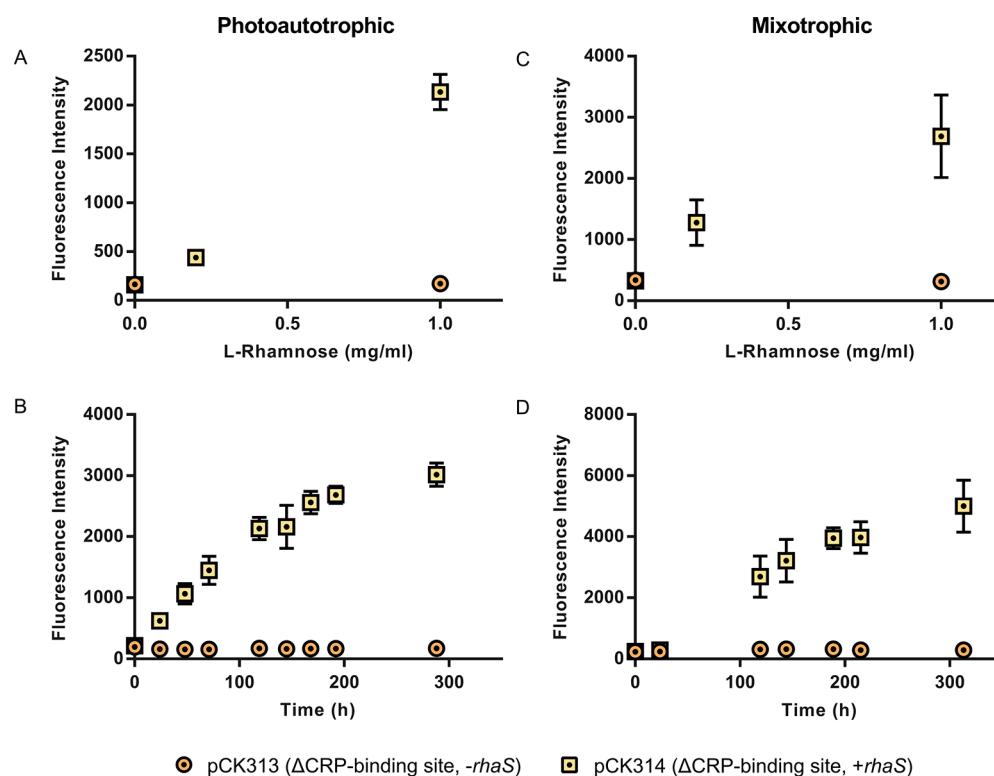 Photoautotrophic
Mixotrophic
A
2500
2000
1500
1000
500
0
Fluorescence Intensity
0.0
0.5
1.0
L-Rhamnose (mg/ml)
C
4000
3000
2000
1000
0
Fluorescence Intensity
0.0
0.5
1.0
L-Rhamnose (mg/ml)
B
4000
3000
2000
1000
0
Fluorescence Intensity
0
100
200
300
Time (h)
D
8000
6000
4000
2000
0
Fluorescence Intensity
0
100
200
300
Time (h)
pCK313 (ΔCRP-binding site, -rhaS)
pCK314 (ΔCRP-binding site, +rhaS)